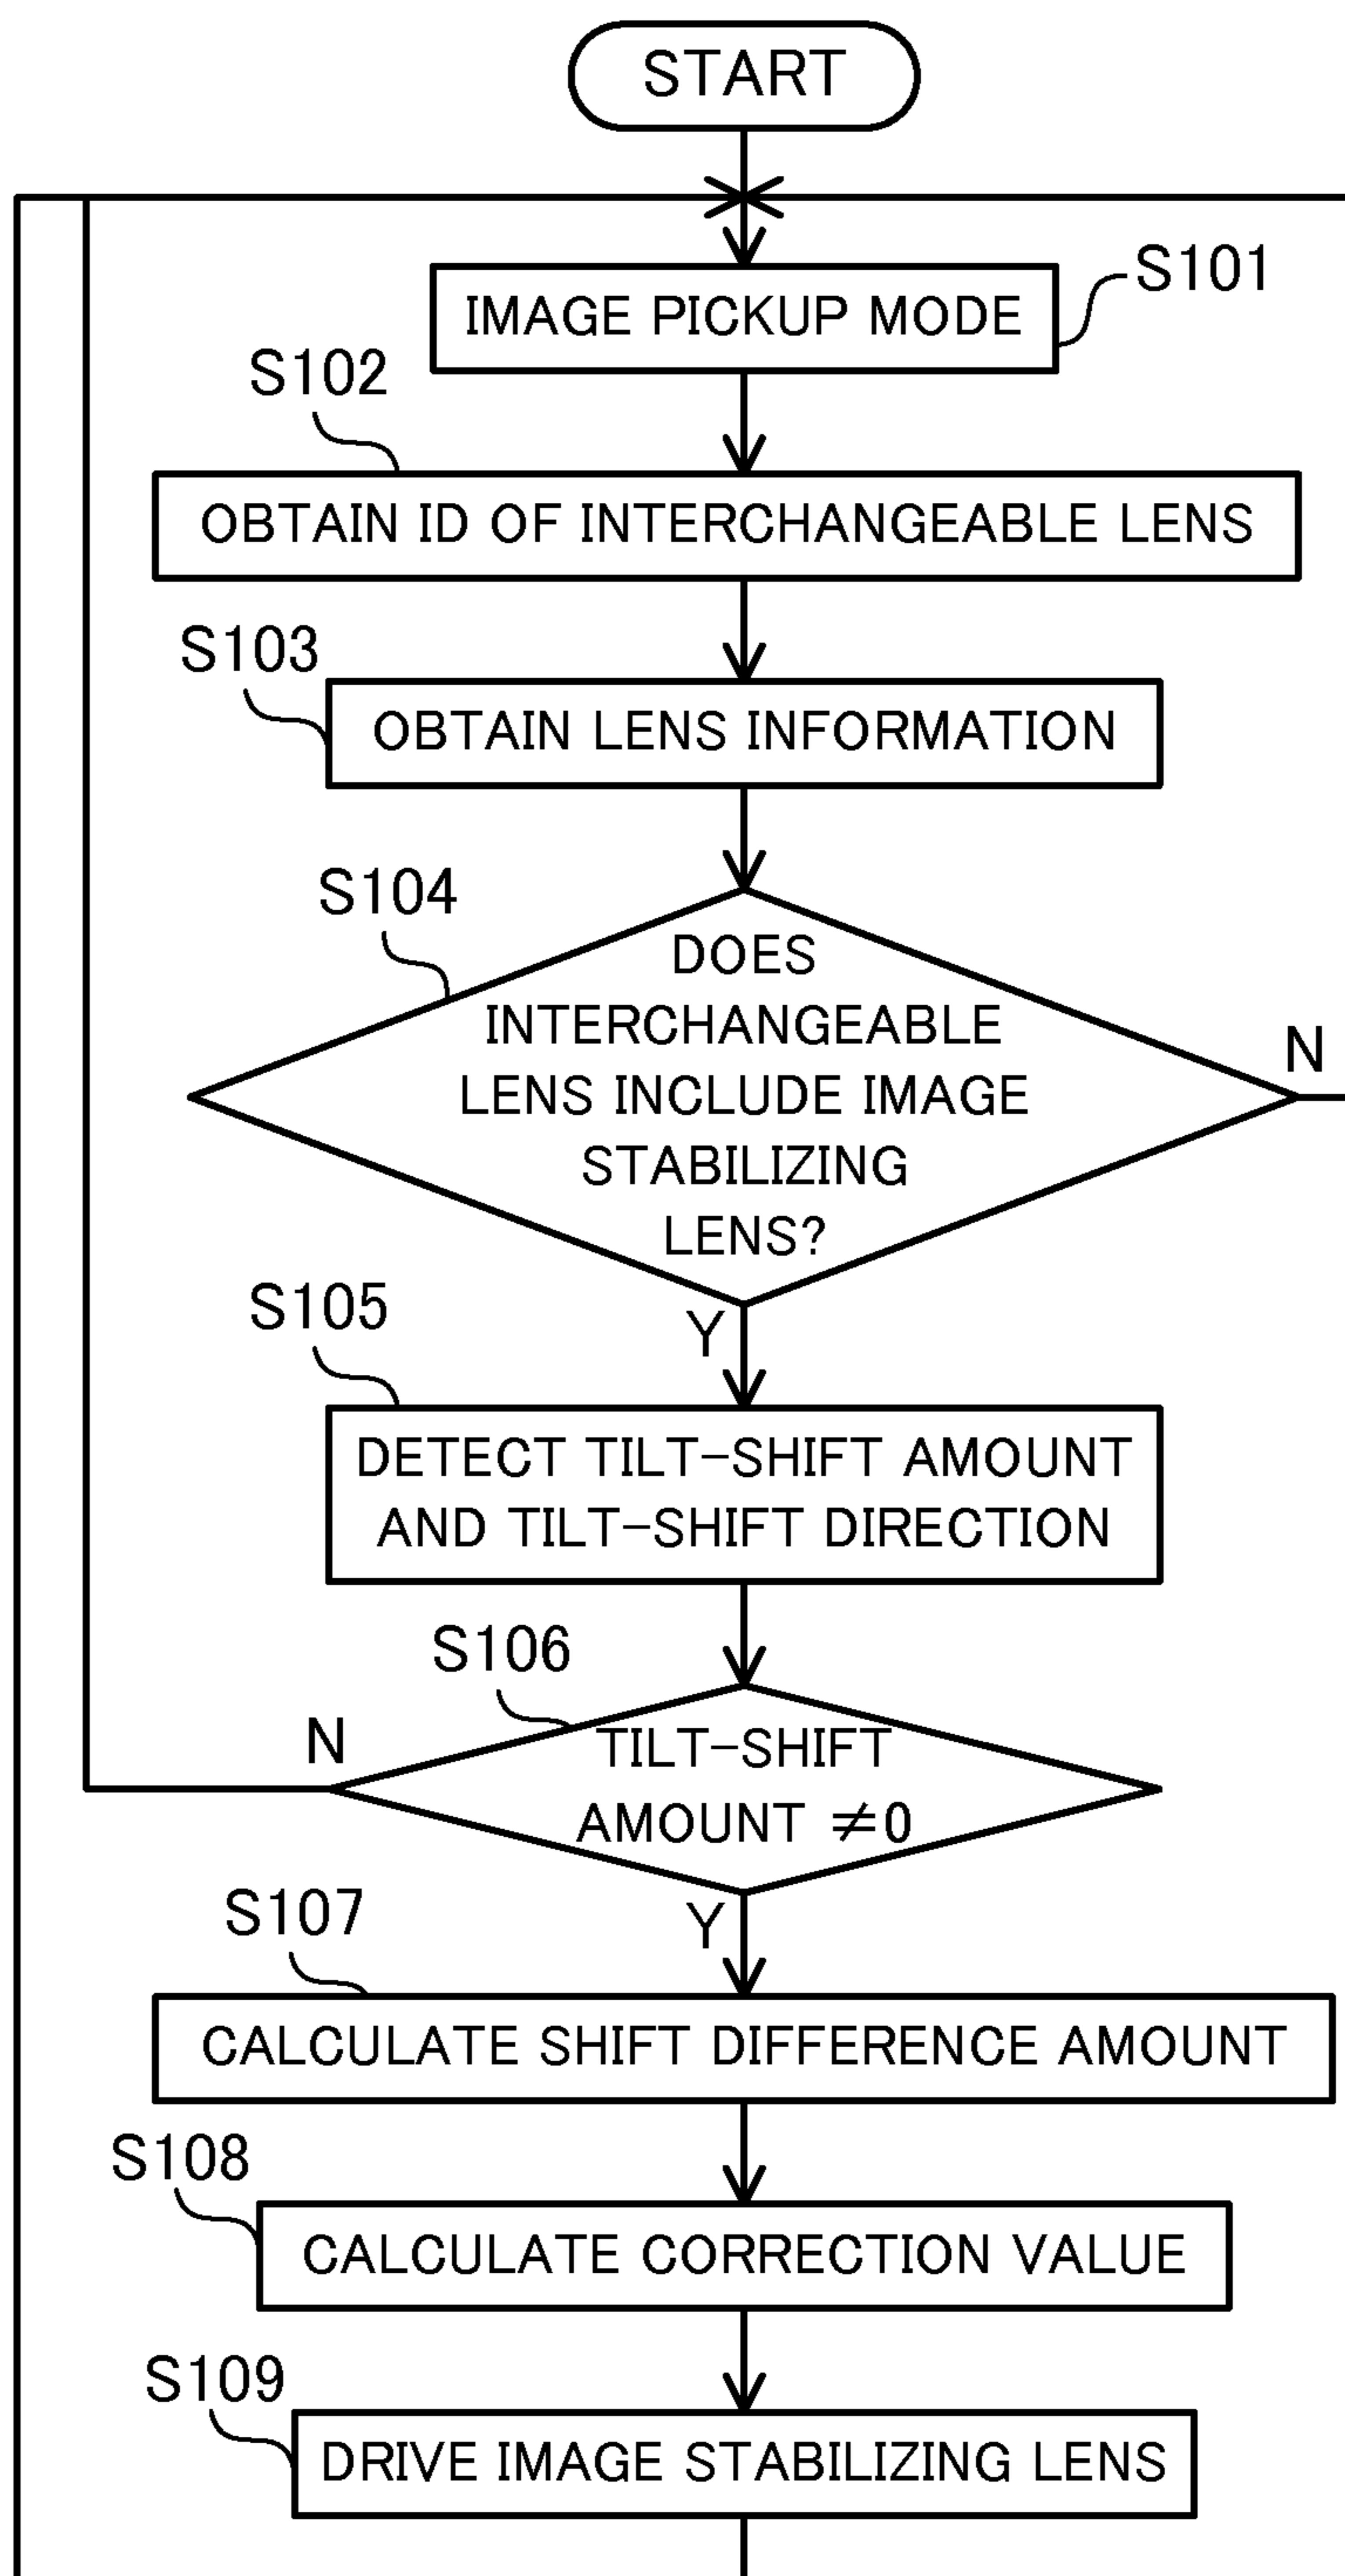 START
IMAGE PICKUP MODE
S101
S102
OBTAIN ID OF INTERCHANGEABLE LENS
S103
OBTAIN LENS INFORMATION
S104
DOES
INTERCHANGEABLE
LENS INCLUDE IMAGE
STABILIZING
LENS?
N
Y
S105
DETECT TILT-SHIFT AMOUNT
AND TILT-SHIFT DIRECTION
S106
TILT-SHIFT
AMOUNT ≠0
N
Y
S107
CALCULATE SHIFT DIFFERENCE AMOUNT
S108
CALCULATE CORRECTION VALUE
S109
DRIVE IMAGE STABILIZING LENS